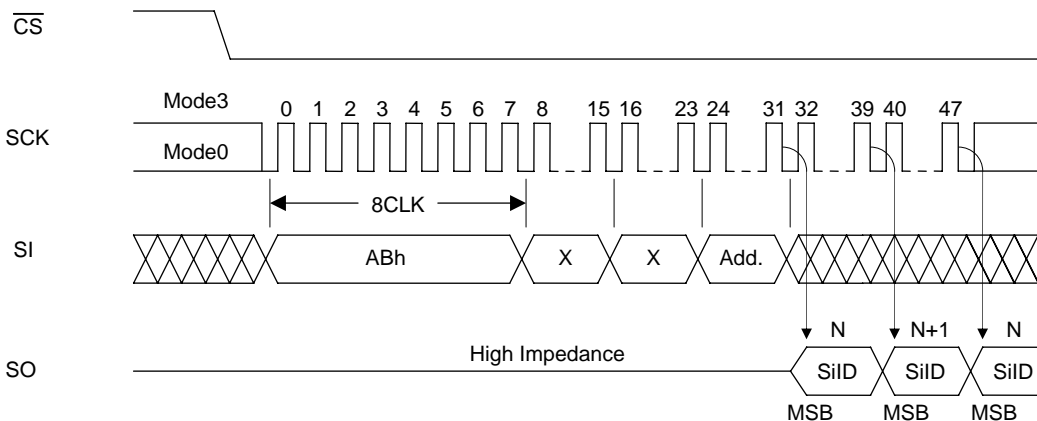 CS
Mode3
0 1 2 3 4 5 6 7 8 15 16 23 24 31 32 39 40 47
SCK
Mode0
8CLK
SI
ABh X X Add.
N N+1 N
High Impedance
SO
SiID SiID SiID
MSB MSB MSB